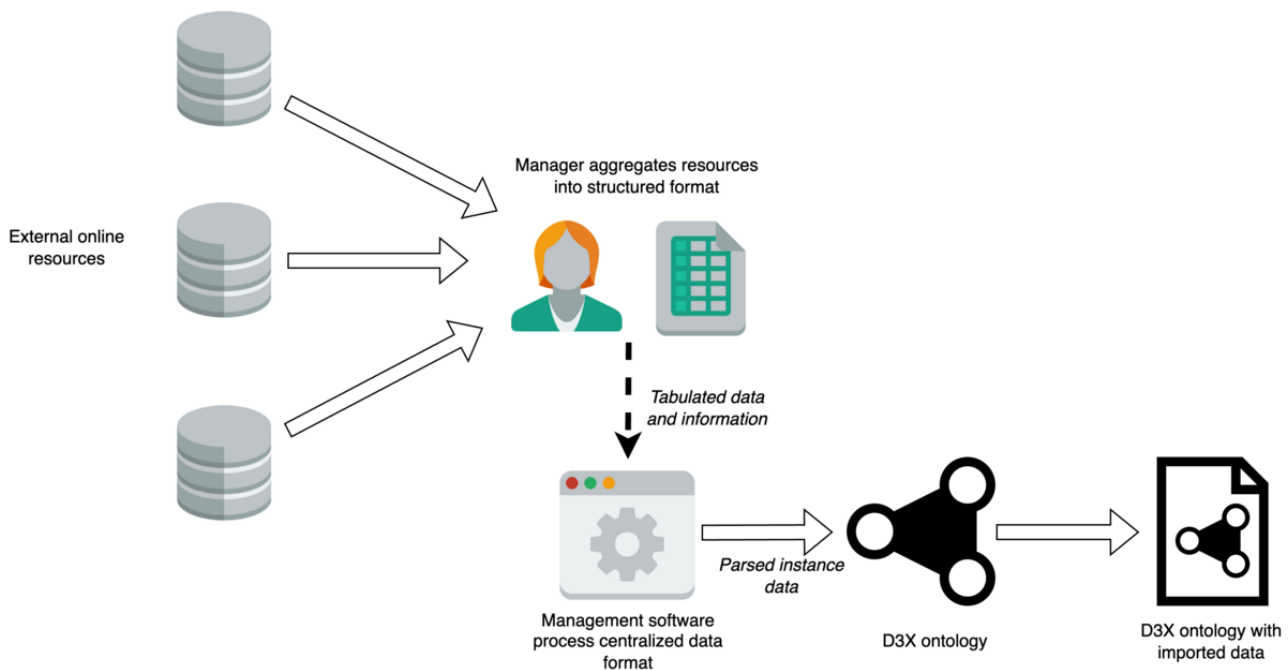 Manager aggregates resources
into structured format
External online
resources
Tabulated data
and information
Parsed instance
data
Management software
process centralized data
format
D3X ontology
D3X ontology with
imported data